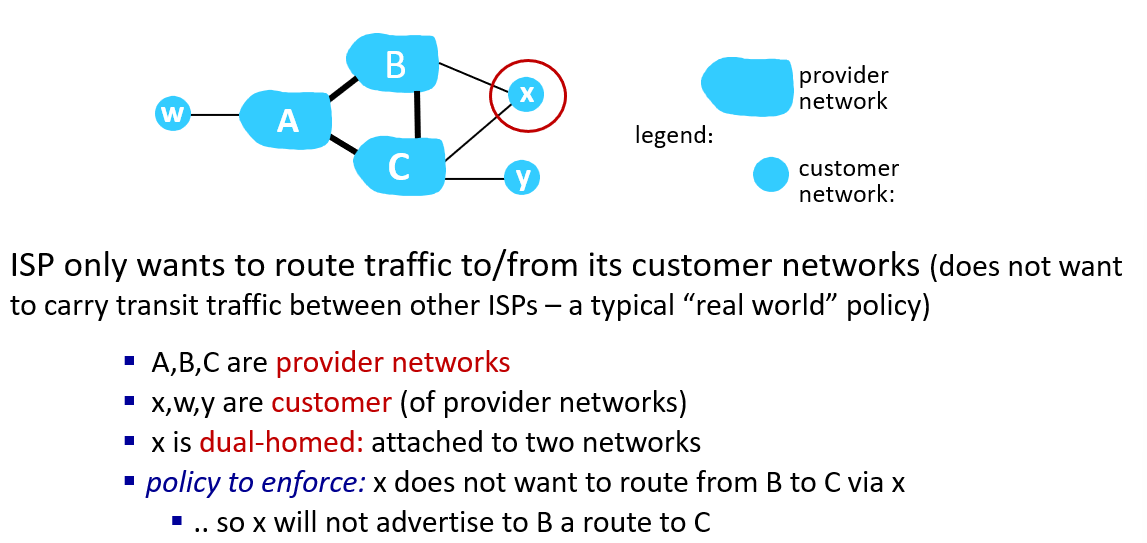 B
x
w
A
C
y
provider
network
legend:
customer
network:
ISP only wants to route traffic to/from its customer networks (does not want
to carry transit traffic between other ISPs – a typical “real world” policy)
▪ A,B,C are provider networks
▪ x,w,y are customer (of provider networks)
▪ x is dual-homed: attached to two networks
▪ policy to enforce: x does not want to route from B to C via x
▪ .. so x will not advertise to B a route to C